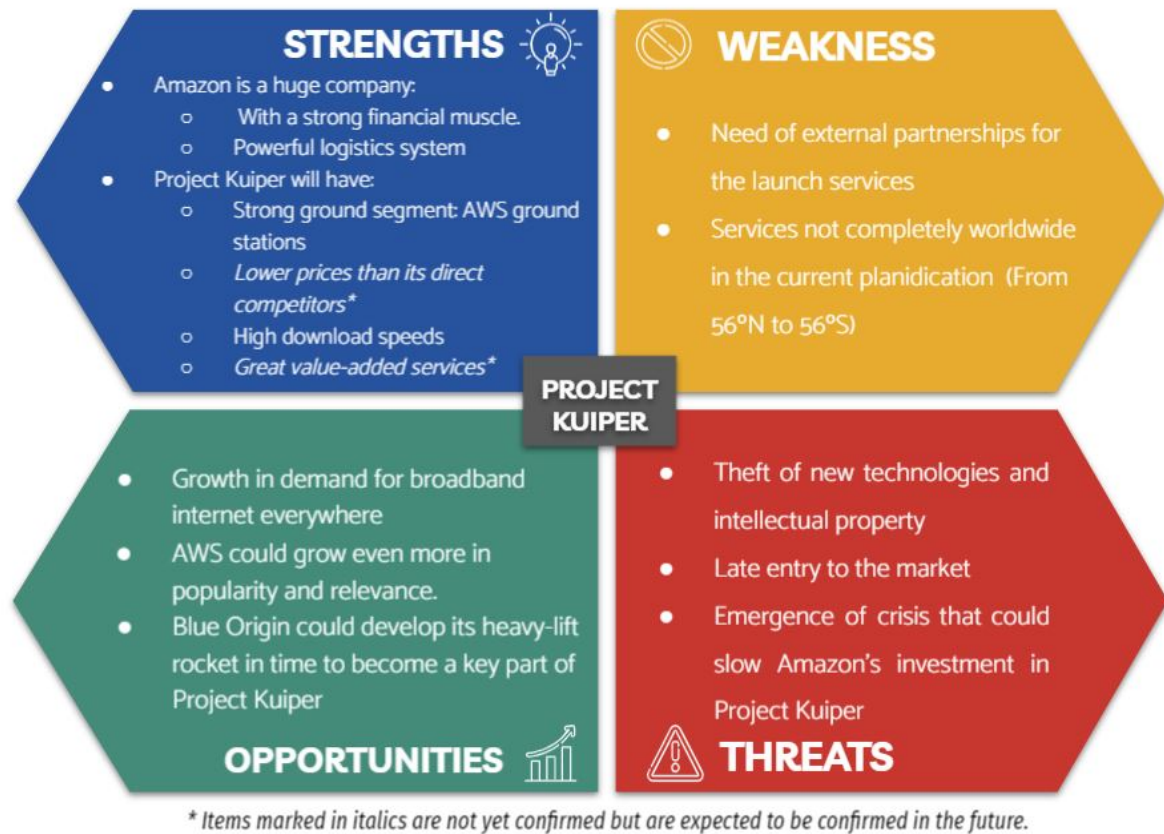 STRENGTHS
● Amazon is a huge company:
○ With a strong financial muscle.
○ Powerful logistics system
● Project Kuiper will have:
○ Strong ground segment: AWS ground
stations
○ Lower prices than its direct
competitors*
○ High download speeds
○ Great value-added services*
WEAKNESS
● Need of external partnerships for
the launch services
● Services not completely worldwide
in the current planidication (From
56ºN to 56ºS)
PROJECT
KUIPER
● Growth in demand for broadband
internet everywhere
● AWS could grow even more in
popularity and relevance.
● Blue Origin could develop its heavy-lift
rocket in time to become a key part of
Project Kuiper
OPPORTUNITIES
● Theft of new technologies and
intellectual property
● Late entry to the market
● Emergence of crisis that could
slow Amazon's investment in
Project Kuiper
THREATS
* Items marked in italics are not yet confirmed but are expected to be confirmed in the future.